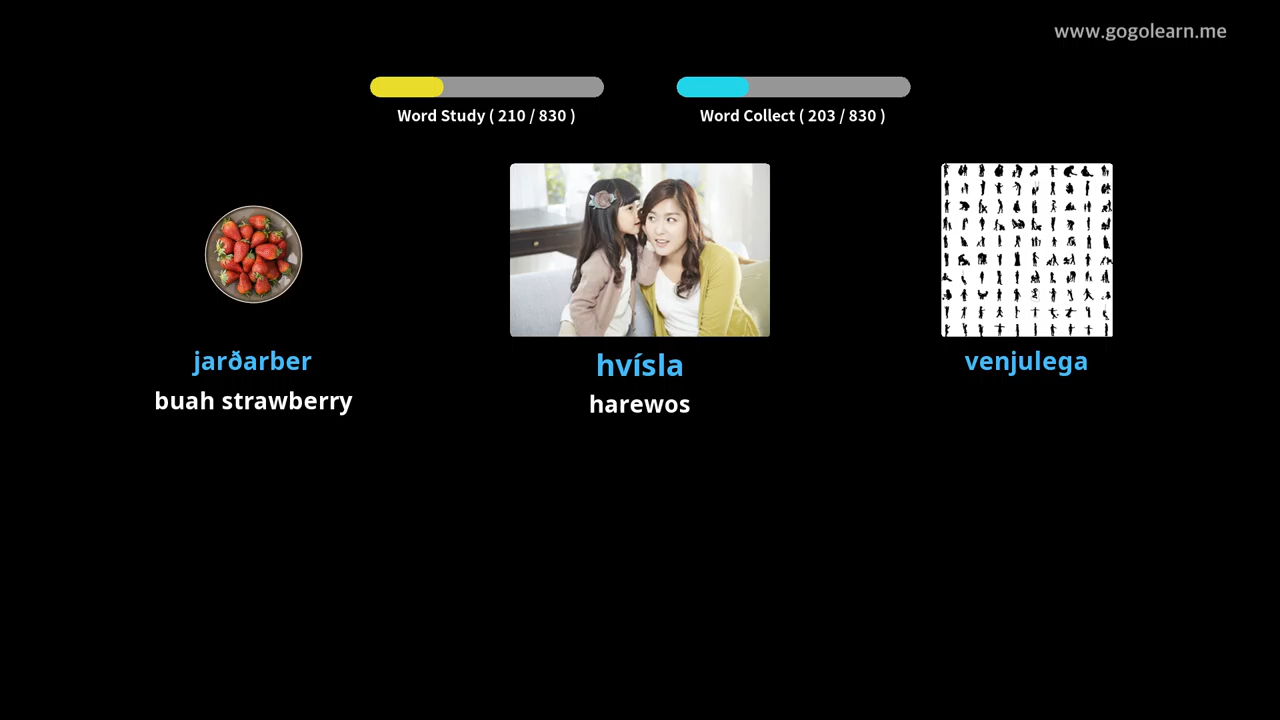 www.gogolearn.me
Word Study ( 210 / 830 )
Word Collect ( 203 / 830 )
jarðarber
buah strawberry
hvísla
harewos
venjulega